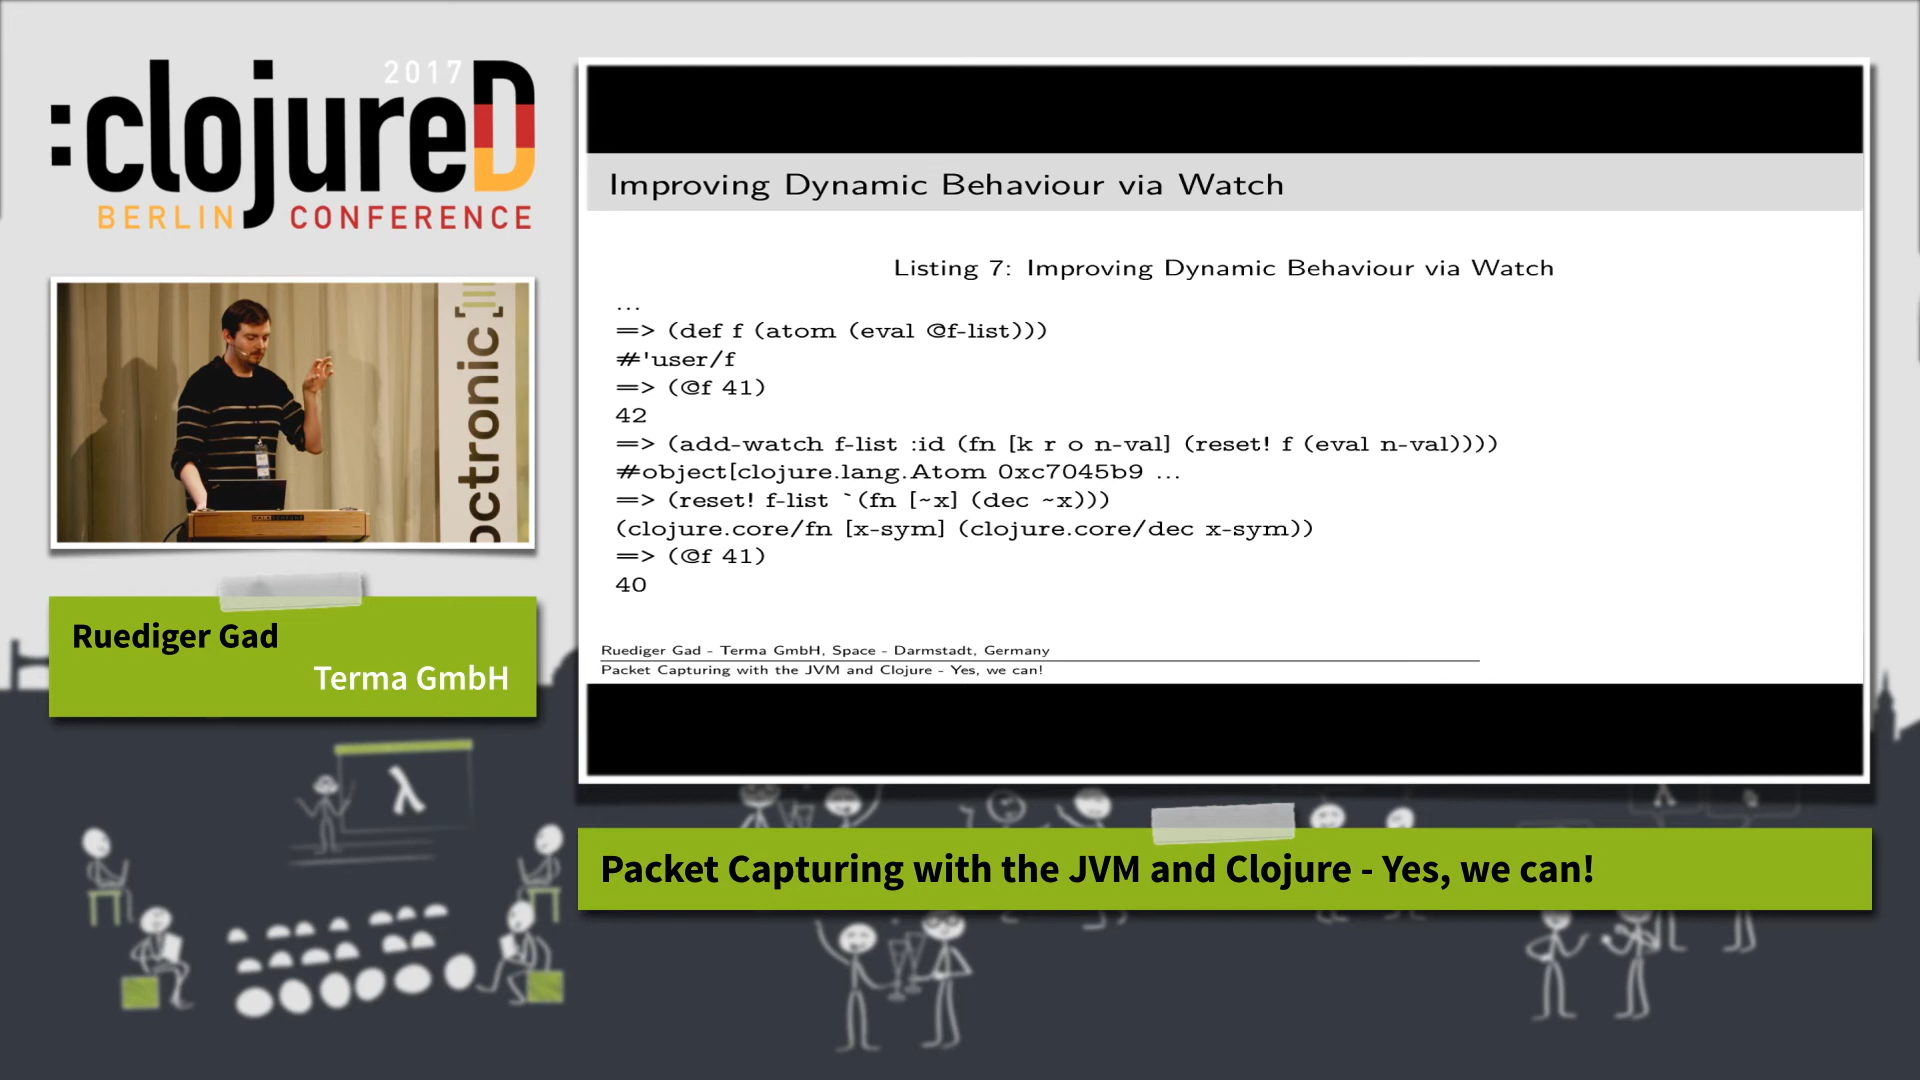 2017
:clojureD
BERLIN CONFERENCE
octronic[
Ruediger Gad
Terma GmbH
Improving Dynamic Behaviour via Watch
Listing 7: Improving Dynamic Behaviour via Watch
...
=> (def f (atom (eval @f-list)))
#'user/f
=> (@f 41)
42
=> (add-watch f-list :id (fn [k r o n-val] (reset! f (eval n-val))))
#object[clojure.lang.Atom 0xc7045b9 ...
=> (reset! f-list `(fn [~x] (dec ~x)))
(clojure.core/fn [x-sym] (clojure.core/dec x-sym))
=> (@f 41)
40
Ruediger Gad - Terma GmbH, Space - Darmstadt, Germany
Packet Capturing with the JVM and Clojure - Yes, we can!
λ
Packet Capturing with the JVM and Clojure - Yes, we can!